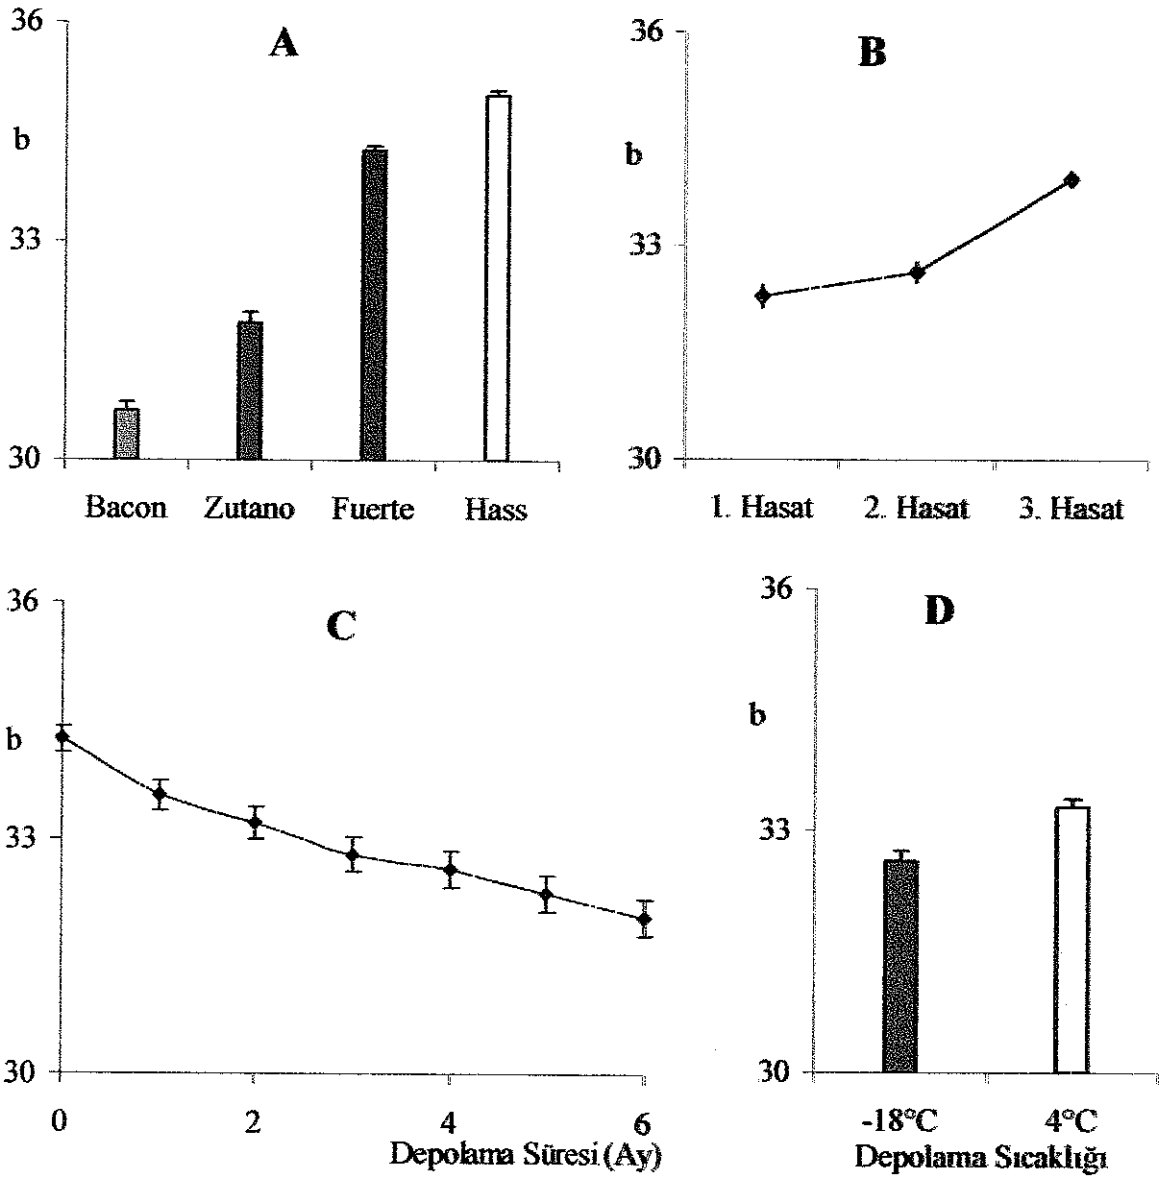 A
36
b
33
30
Bacon Zutano Fuerte Hass
B
36
b
33
30
1. Hasat 2. Hasat 3. Hasat
C
36
b
33
30
0 2 4 6
Depolama Süresi (Ay)
D
36
b
33
30
-18°C 4°C
Depolama Sıcaklığı